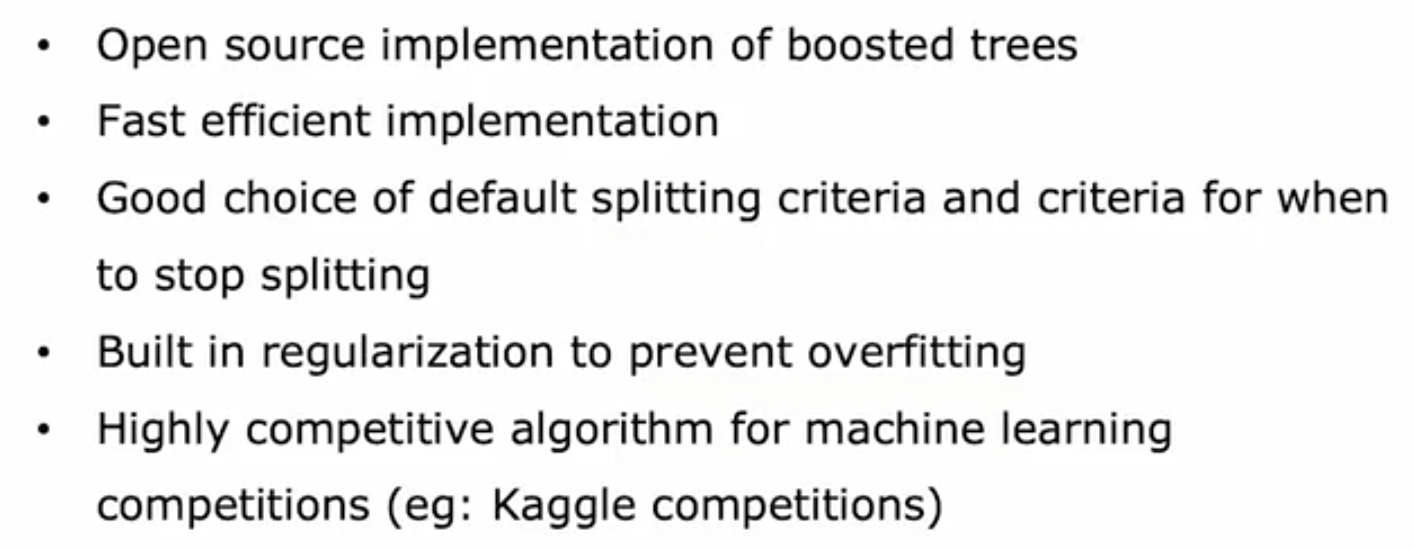 • Open source implementation of boosted trees
• Fast efficient implementation
• Good choice of default splitting criteria and criteria for when
to stop splitting
• Built in regularization to prevent overfitting
• Highly competitive algorithm for machine learning
competitions (eg: Kaggle competitions)